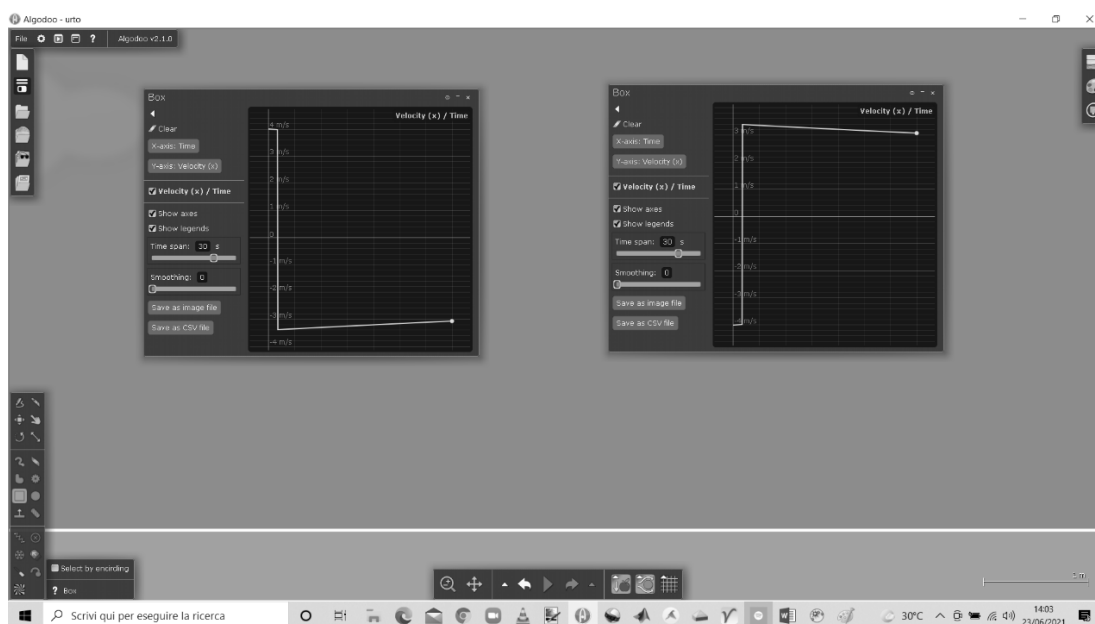 Algodoo - urto
File ? Algodoo v2.1.0
Box
Clear
X-axis: Time
Y-axis: Velocity (x)
Velocity (x) / Time
Show axes
Show legends
Time span: 30 s
Smoothing: 0
Save as image file
Save as CSV file
Velocity (x) / Time
4 m/s
3 m/s
2 m/s
1 m/s
0
-1 m/s
-2 m/s
-3 m/s
-4 m/s
Box
Clear
X-axis: Time
Y-axis: Velocity (x)
Velocity (x) / Time
Show axes
Show legends
Time span: 30 s
Smoothing: 0
Save as image file
Save as CSV file
Velocity (x) / Time
3 m/s
2 m/s
1 m/s
0
-1 m/s
-2 m/s
-3 m/s
-4 m/s
Select by encircling
? Box
1 m
Scrivi qui per eseguire la ricerca
30°C
14:03
23/06/2021